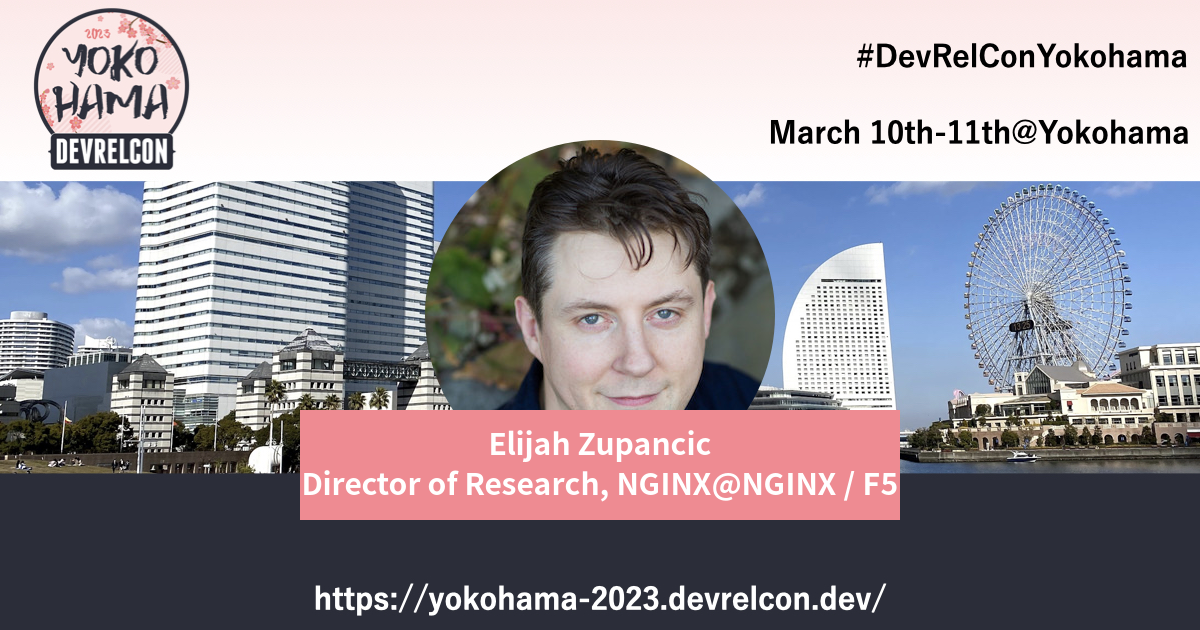 2023
YOKO
HAMA
DEVRELCON
#DevRelConYokohama
March 10th-11th@Yokohama
Elijah Zupancic
Director of Research, NGINX@NGINX / F5
https://yokohama-2023.devrelcon.dev/